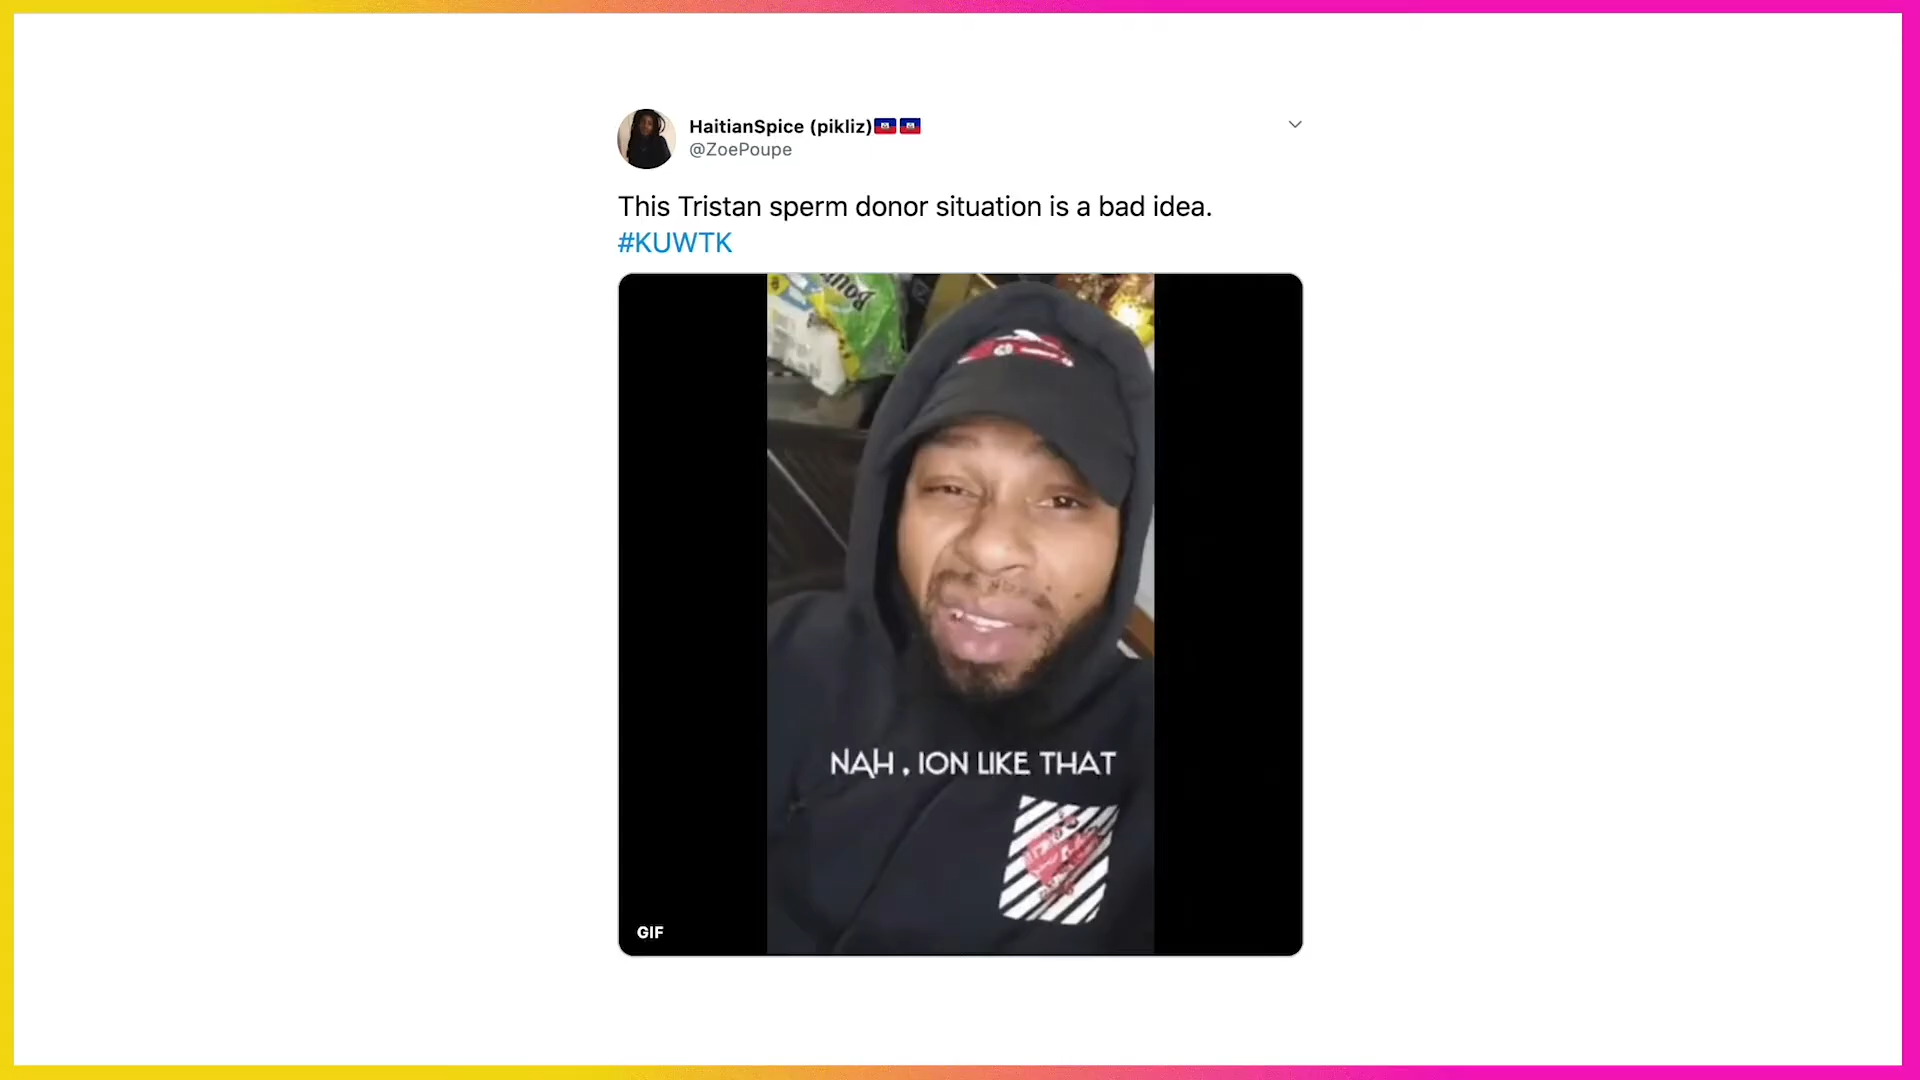 HaitianSpice (pikliz)🇭🇹🇭🇹
@ZoePoupe
This Tristan sperm donor situation is a bad idea.
#KUWTK
NAH , ION LIKE THAT
GIF